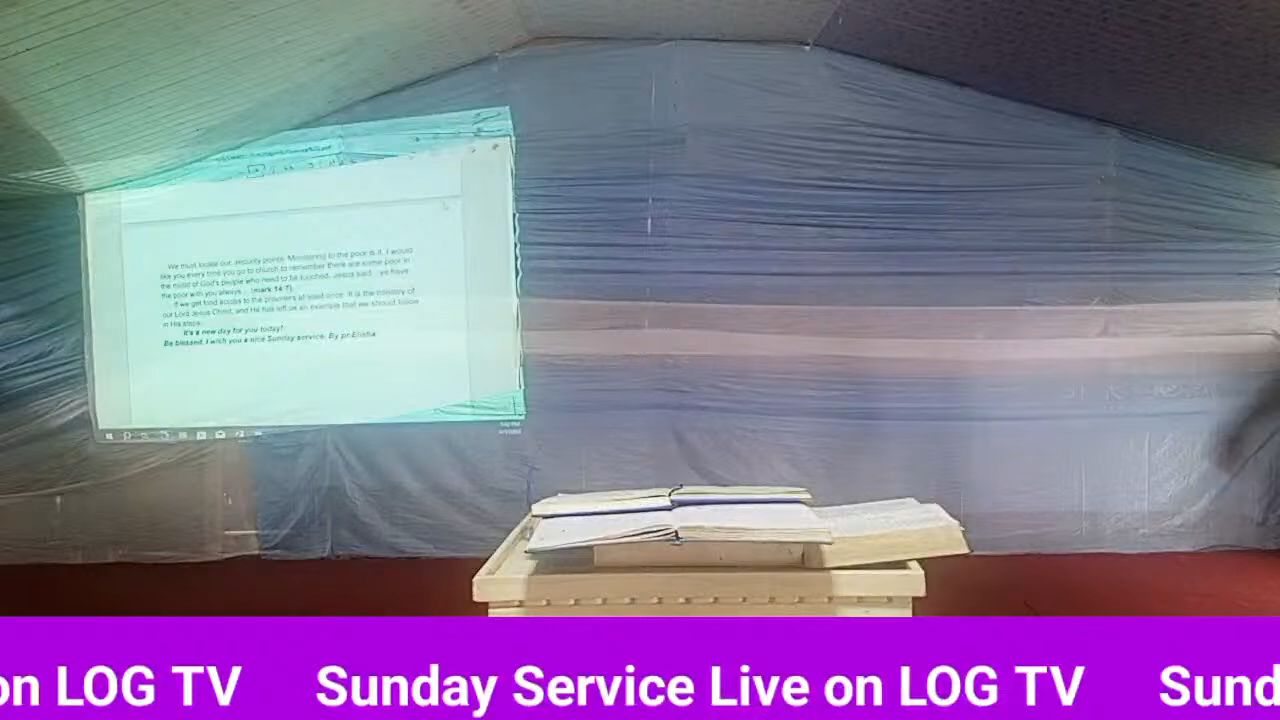 We must locate our security points. Ministering to the poor is it. I would
like you every time you go to church to remember there are some poor in
the midst of God's people who need to be touched. Jesus said ...ye have
the poor with you always... (mark 14:7).
If we get food access to the prisoners at least once. It is the ministry of
our Lord Jesus Christ, and He has left us an example that we should follow
in His steps.
It's a new day for you today!
Be blessed. I wish you a nice Sunday service. By pr Elisha
on LOG TV Sunday Service Live on LOG TV Sund